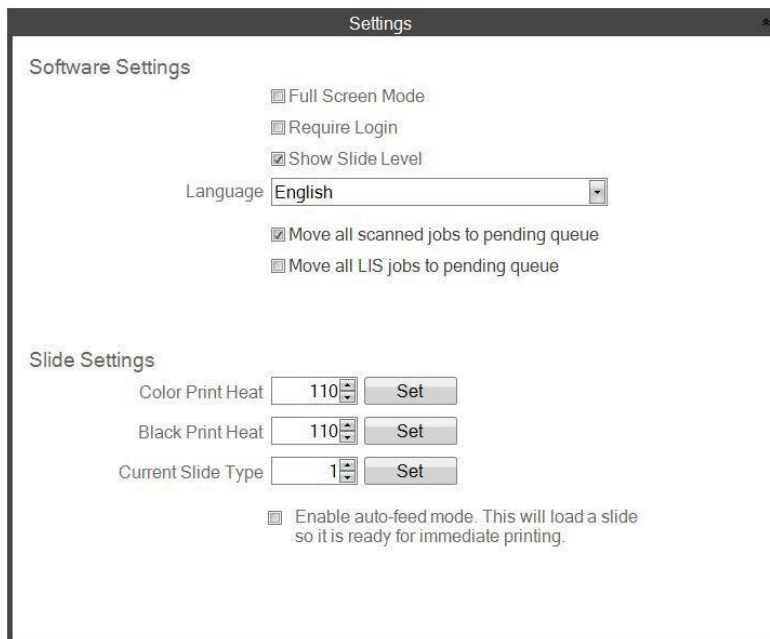 Settings
Software Settings
Full Screen Mode
Require Login
Show Slide Level
Language English
Move all scanned jobs to pending queue
Move all LIS jobs to pending queue
Slide Settings
Color Print Heat 110 Set
Black Print Heat 110 Set
Current Slide Type 1 Set
Enable auto-feed mode. This will load a slide
so it is ready for immediate printing.